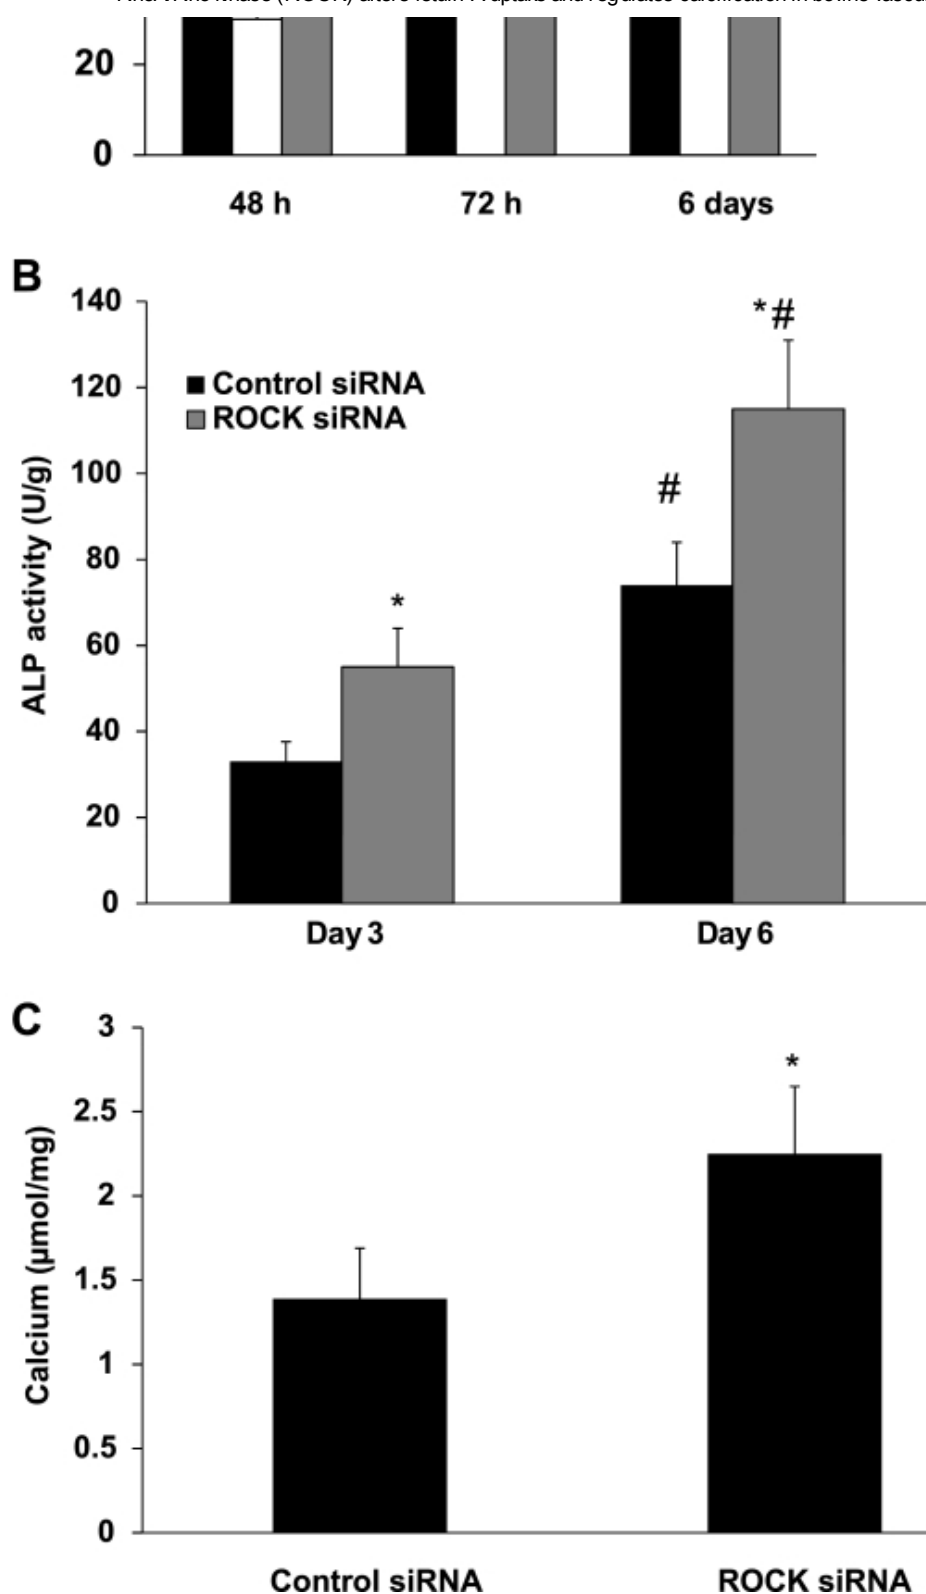 20
0
48 h
72 h
6 days
B
140
120
100
80
60
40
20
0
ALP activity (U/g)
Control siRNA
ROCK siRNA
*
#
*#
Day 3
Day 6
C
3
2.5
2
1.5
1
0.5
0
Calcium (µmol/mg)
*
Control siRNA
ROCK siRNA